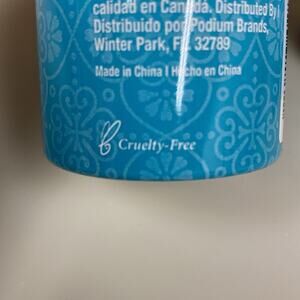 calidad en Canada. Distributed By |
Distribuido por Podium Brands,
Winter Park, FL 32789
Made in China | Hecho en China
Cruelty-Free